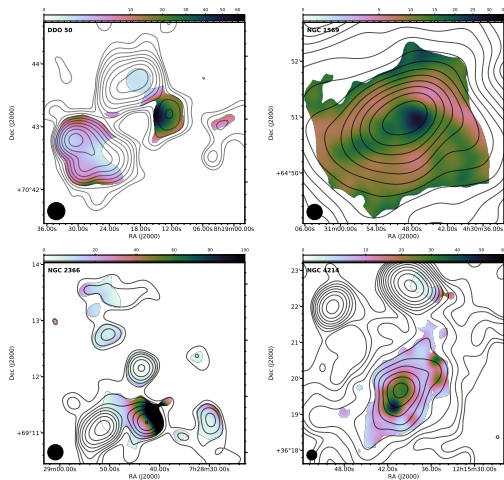 0 10 20 30 40 50 60
DDO 50
44'
43'
+70°42'
Dec (J2000)
36.00s 30.00s 24.00s 18.00s 12.00s 06.00s 8h19m00.00s
RA (J2000)
0 5 10 15 20 25 30
NGC 1569
52'
51'
+64°50'
Dec (J2000)
06.00s 31m00.00s 54.00s 48.00s 42.00s 4h30m36.00s
RA (J2000)
0 20 40 60 80 100
NGC 2366
14'
13'
12'
+69°11'
Dec (J2000)
29m00.00s 50.00s 40.00s 7h28m30.00s
RA (J2000)
0 10 20 30 40 50 60
NGC 4214
23'
22'
21'
20'
19'
+36°18'
Dec (J2000)
48.00s 42.00s 36.00s
RA (J2000)